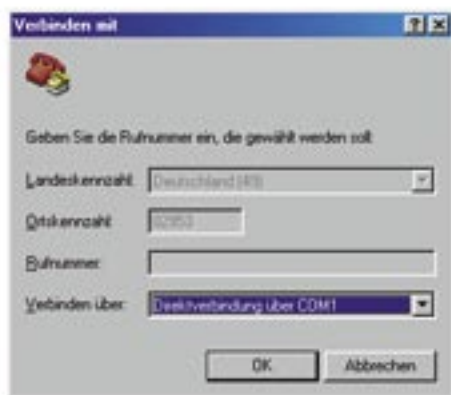 Verbinden mit
Geben Sie die Rufnummer ein, die gewählt werden soll:
Landeskennzahl: Deutschland (49)
Ortskennzahl: 02953
Rufnummer:
Verbinden über: Direktverbindung über COM1
OK Abbrechen